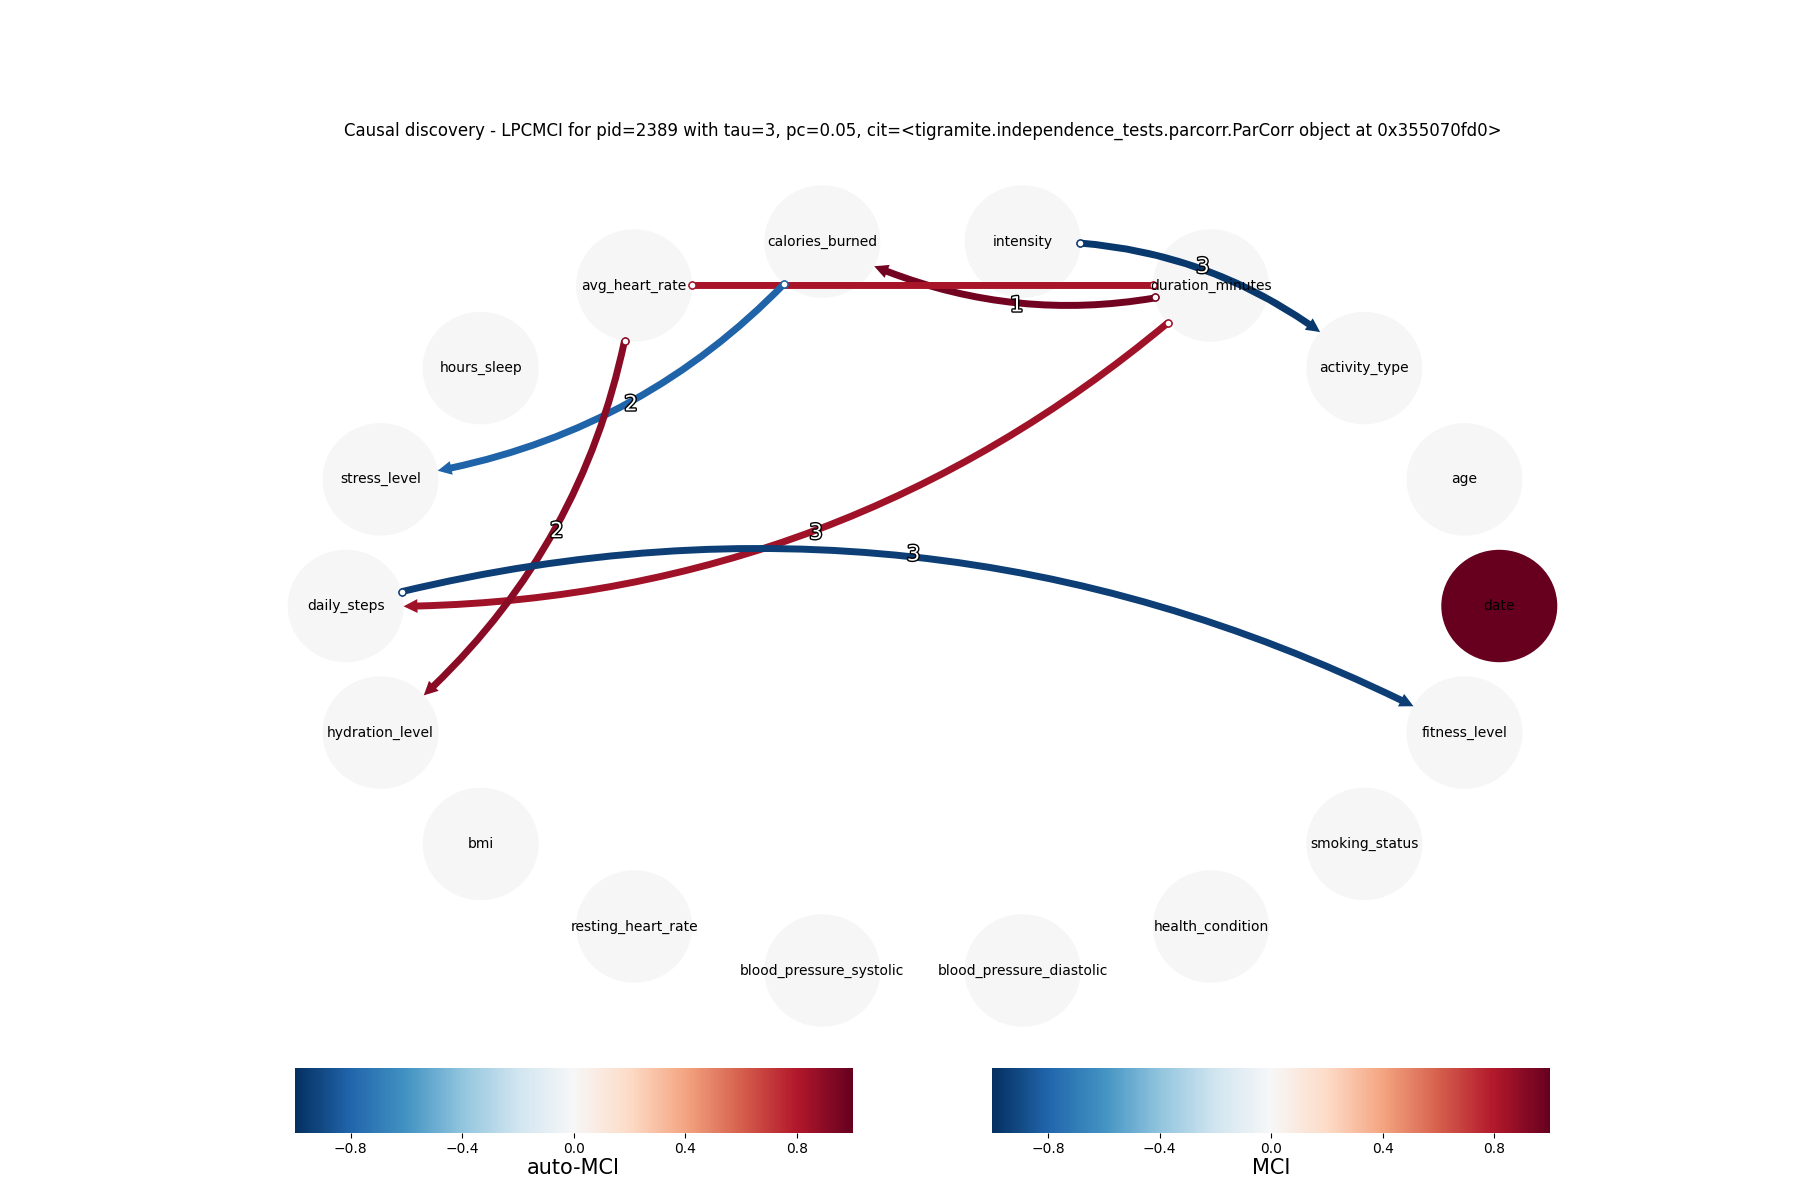 Causal discovery - LPCMCI for pid=2389 with tau=3, pc=0.05, cit=<tigramite.independence_tests.parcorr.ParCorr object at 0x355070fd0>
calories_burned
intensity
3
avg_heart_rate
duration_minutes
1
hours_sleep
activity_type
2
stress_level
age
2
3
3
daily_steps
date
hydration_level
fitness_level
bmi
smoking_status
resting_heart_rate
health_condition
blood_pressure_systolic
blood_pressure_diastolic
−0.8 −0.4 0.0 0.4 0.8
auto-MCI
−0.8 −0.4 0.0 0.4 0.8
MCI